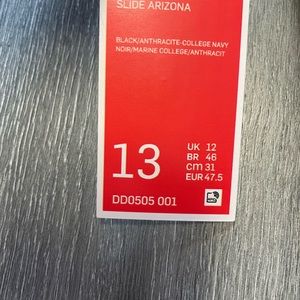 SLIDE ARIZONA
BLACK/ANTHRACITE-COLLEGE NAVY
NOIR/MARINE COLLEGE/ANTHRACIT
13
UK 12
BR 46
cm 31
EUR 47.5
DD0505 001